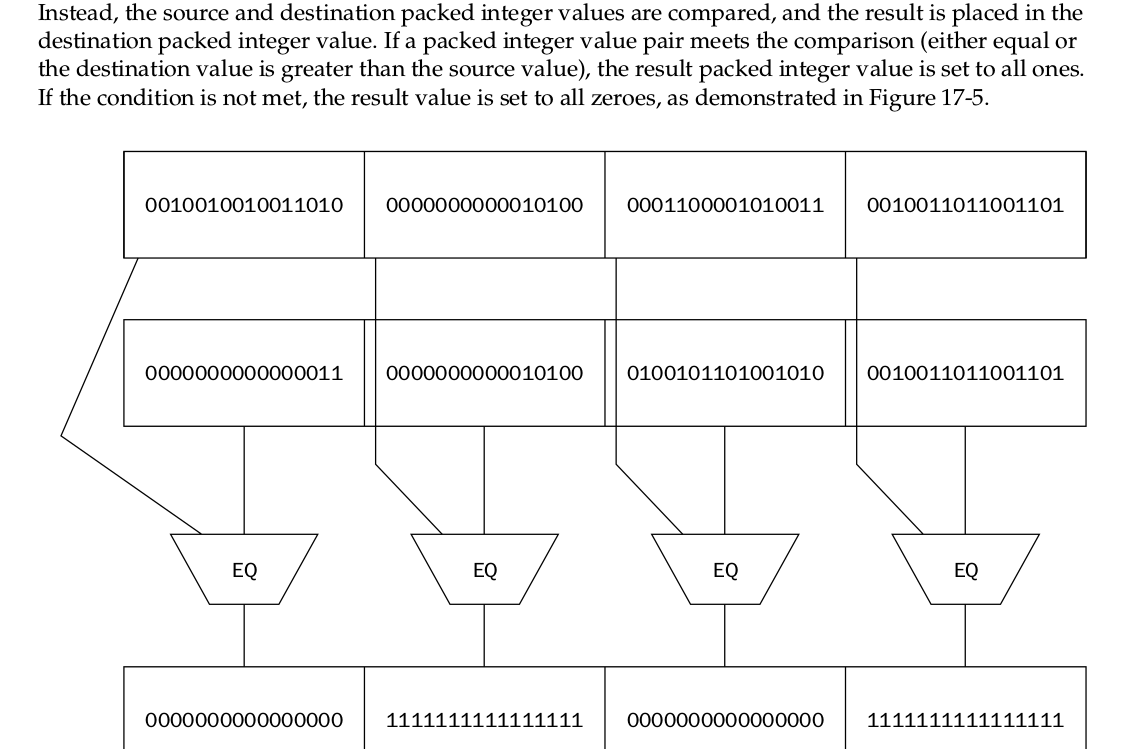 Instead, the source and destination packed integer values are compared, and the result is placed in the
destination packed integer value. If a packed integer value pair meets the comparison (either equal or
the destination value is greater than the source value), the result packed integer value is set to all ones.
If the condition is not met, the result value is set to all zeroes, as demonstrated in Figure 17-5.
0010010010011010 0000000000010100 0001100001010011 0010011011001101
0000000000000011 0000000000010100 0100101101001010 0010011011001101
EQ EQ EQ EQ
0000000000000000 1111111111111111 0000000000000000 1111111111111111